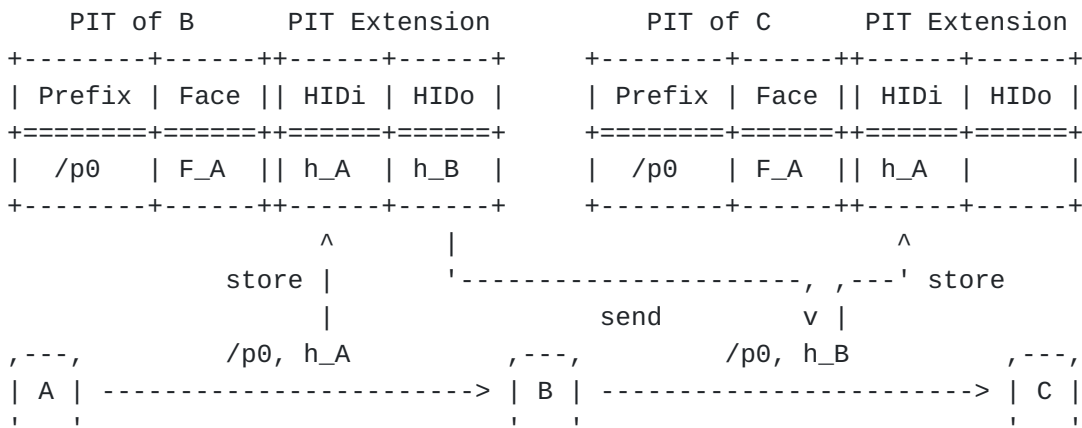 PIT of B      PIT Extension            PIT of C      PIT Extension
+--------+------++------+------+     +--------+------++------+------+
| Prefix | Face || HIDi | HIDo |     | Prefix | Face || HIDi | HIDo |
+========+======++======+======+     +========+======++======+======+
|  /p0   | F_A  || h_A  | h_B  |     |  /p0   | F_A  || h_A  |      |
+--------+------++------+------+     +--------+------++------+------+
                   ^       |                            ^
             store |       '----------------------, ,---' store
                   |                send          v |
,---,         /p0, h_A          ,---,         /p0, h_B          ,---,
| A | ------------------------> | B | ------------------------> | C |
'   '                           '   '                           '   '